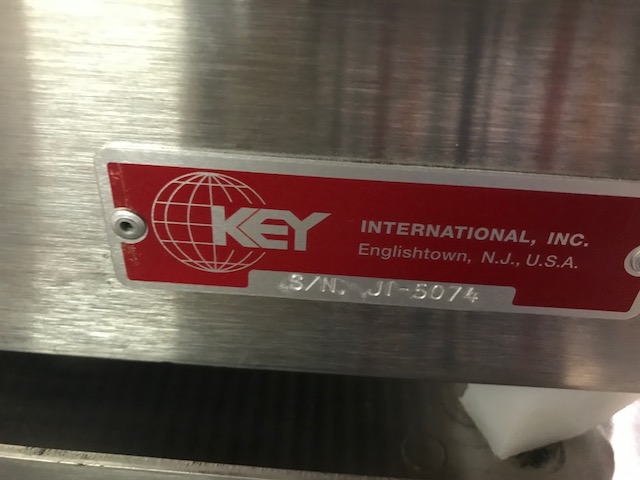 KEY
INTERNATIONAL, INC.
Englishtown, N.J., U.S.A.
S/N. JI-5074